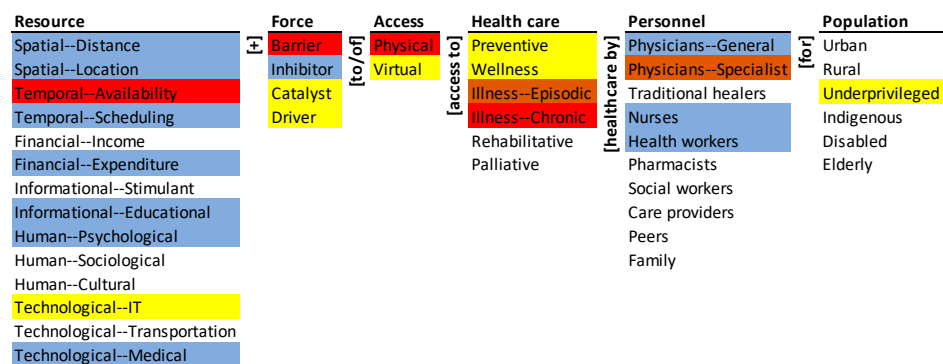 Resource Force Access Health care Personnel Population
Spatial--Distance [+] Barrier [to/of] Physical [access to] Preventive [healthcare by] Physicians--General [for] Urban
Spatial--Location Inhibitor Virtual Wellness Physicians--Specialist Rural
Temporal--Availability Catalyst Illness--Episodic Traditional healers Underprivileged
Temporal--Scheduling Driver Illness--Chronic Nurses Indigenous
Financial--Income Rehabilitative Health workers Disabled
Financial--Expenditure Palliative Pharmacists Elderly
Informational--Stimulant Social workers
Informational--Educational Care providers
Human--Psychological Peers
Human--Sociological Family
Human--Cultural
Technological--IT
Technological--Transportation
Technological--Medical